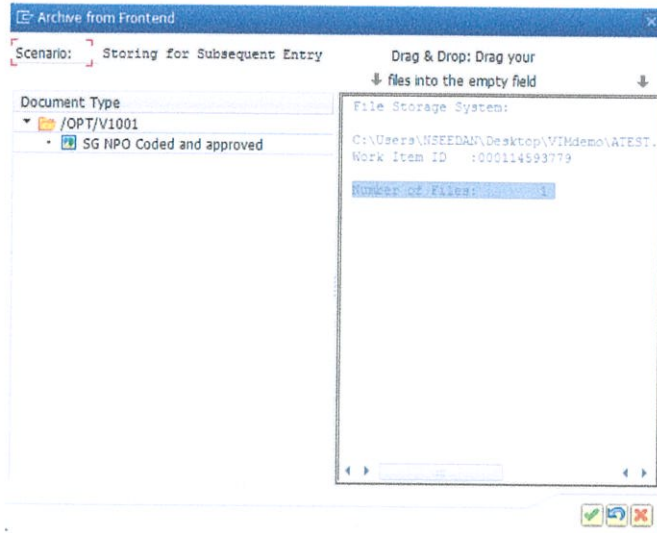 Archive from Frontend
Scenario: Storing for Subsequent Entry
Drag & Drop: Drag your
files into the empty field
Document Type
/OPT/V1001
SG NPO Coded and approved
File Storage System:
C:\Users\NSEEDAN\Desktop\VIMdemo\ATEST.
Work Item ID :000114593779
Number of Files: 1